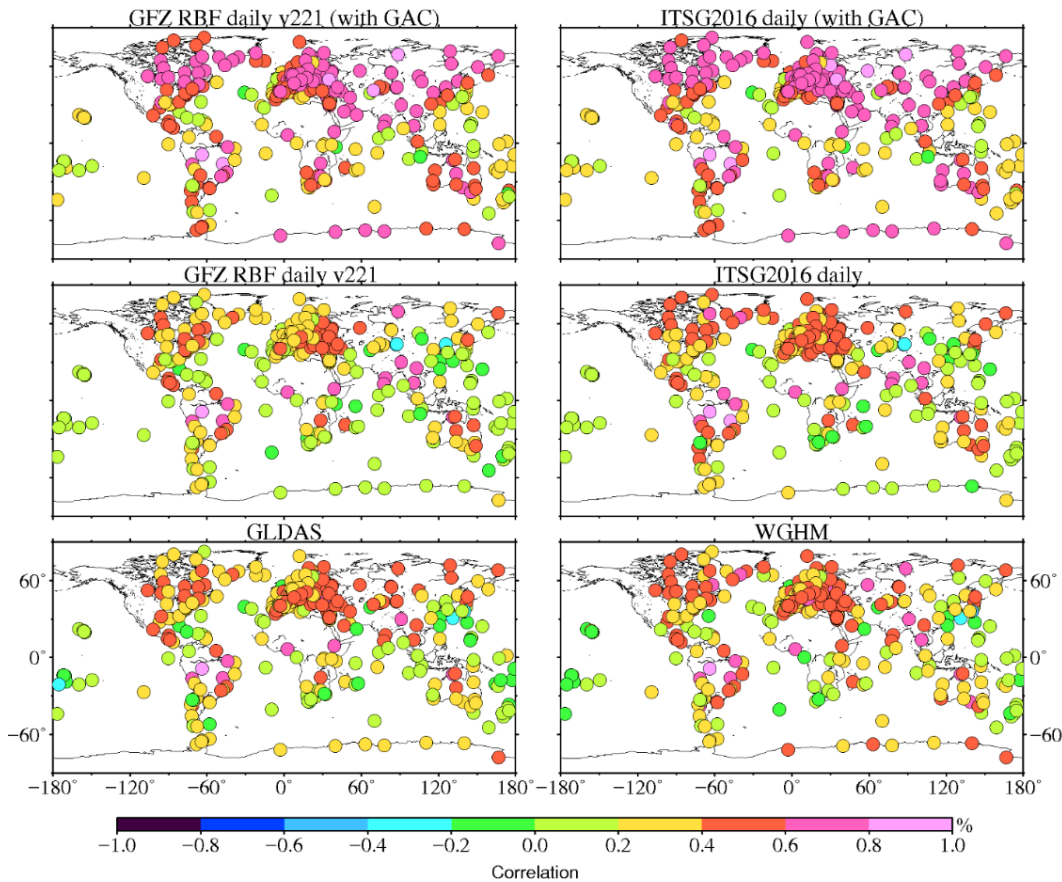 GFZ RBF daily v221 (with GAC) ITSG2016 daily (with GAC)
GFZ RBF daily v221 ITSG2016 daily
GLDAS WGHM
60° 60°
0° 0°
−60° −60
−180 −120 −60 0 60 120 180 −120° −60° 0° 60° 120° 180°
%
−1.0 −0.8 −0.6 −0.4 −0.2 0.0 0.2 0.4 0.6 0.8 1.0
Correlation